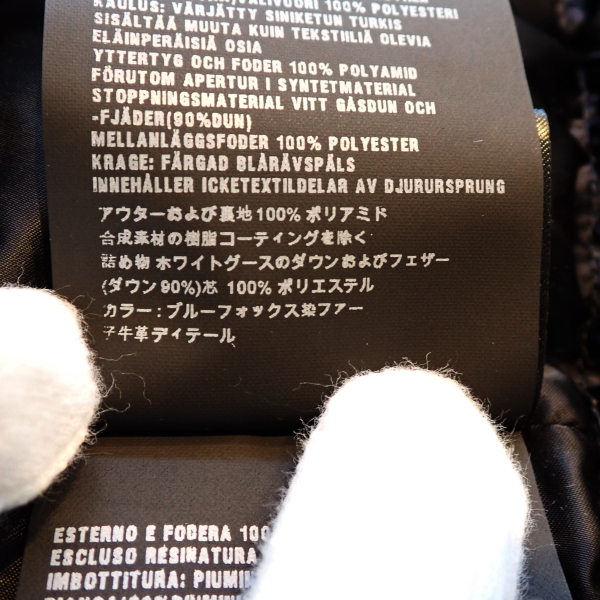 /VÄLIVUORI 100% POLYESTERI
KAULUS: VÄRJÄTTY SINIKETUN TURKIS
SISÄLTÄÄ MUUTA KUIN TEKSTIILIÄ OLEVIA
ELÄINPERÄISIÄ OSIA
YTTERTYG OCH FODER 100% POLYAMID
FÖRUTOM APERTUR I SYNTETMATERIAL
STOPPNINGSMATERIAL VITT GÅSDUN OCH
-FJÄDER(90%DUN)
MELLANLÄGGSFODER 100% POLYESTER
KRAGE: FÄRGAD BLÅRÄVSPÄLS
INNEHÅLLER ICKETEXTILDELAR AV DJURURSPRUNG
アウターおよび裏地100% ポリアミド
合成素材の樹脂コーティングを除く
詰め物 ホワイトグースのダウンおよびフェザー
(ダウン90%)芯 100% ポリエステル
カラー:ブルーフォックス染ファー
子牛革ディテール
ESTERNO E FODERA 100
ESCLUSO RESINATURA
IMBOTTITURA: PIUMIN